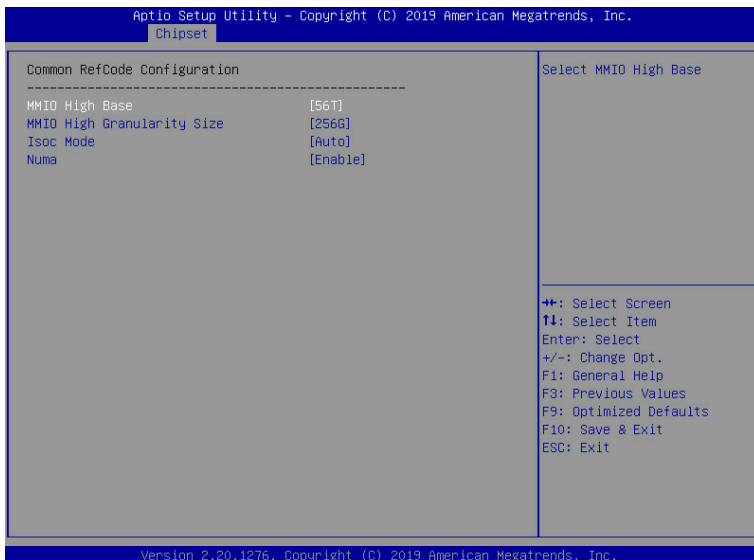 Aptio Setup Utility – Copyright (C) 2019 American Megatrends, Inc.
Chipset
Common RefCode Configuration
--------------------------------------------------
MMIO High Base [56T]
MMIO High Granularity Size [256G]
Isoc Mode [Auto]
Numa [Enable]
Select MMIO High Base
→←: Select Screen
↑↓: Select Item
Enter: Select
+/-: Change Opt.
F1: General Help
F3: Previous Values
F9: Optimized Defaults
F10: Save & Exit
ESC: Exit
Version 2.20.1276. Copyright (C) 2019 American Megatrends, Inc.